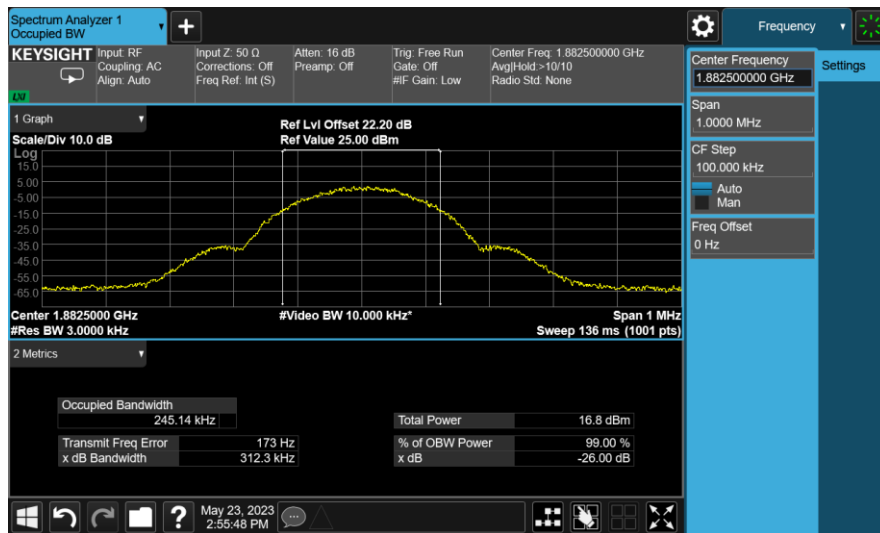 Spectrum Analyzer 1
Occupied BW
Frequency
KEYSIGHT
Input: RF
Coupling: AC
Align: Auto
Input Z: 50 Ω
Corrections: Off
Freq Ref: Int (S)
Atten: 16 dB
Preamp: Off
Trig: Free Run
Gate: Off
#IF Gain: Low
Center Freq: 1.882500000 GHz
Avg|Hold:>10/10
Radio Std: None
LXI
Center Frequency
1.882500000 GHz
Settings
Span
1.0000 MHz
CF Step
100.000 kHz
Auto
Man
Freq Offset
0 Hz
1 Graph
Scale/Div 10.0 dB
Ref Lvl Offset 22.20 dB
Ref Value 25.00 dBm
Log
15.0
5.00
-5.00
-15.0
-25.0
-35.0
-45.0
-55.0
-65.0
Center 1.8825000 GHz
#Res BW 3.0000 kHz
#Video BW 10.000 kHz*
Span 1 MHz
Sweep 136 ms (1001 pts)
2 Metrics
Occupied Bandwidth
245.14 kHz
Transmit Freq Error 173 Hz
x dB Bandwidth 312.3 kHz
Total Power 16.8 dBm
% of OBW Power 99.00 %
x dB -26.00 dB
?
May 23, 2023
2:55:48 PM